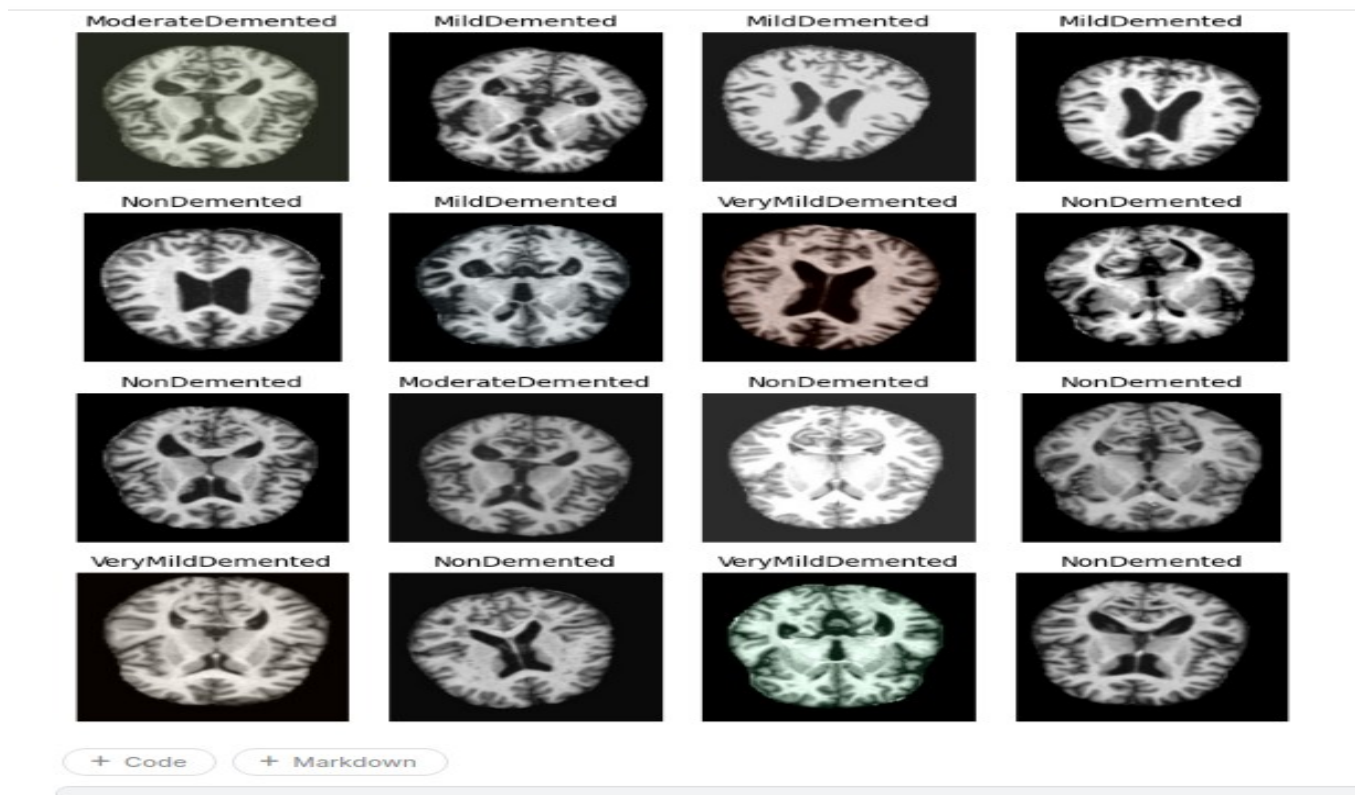 ModerateDemented MildDemented MildDemented MildDemented
NonDemented MildDemented VeryMildDemented NonDemented
NonDemented ModerateDemented NonDemented NonDemented
VeryMildDemented NonDemented VeryMildDemented NonDemented
+ Code + Markdown